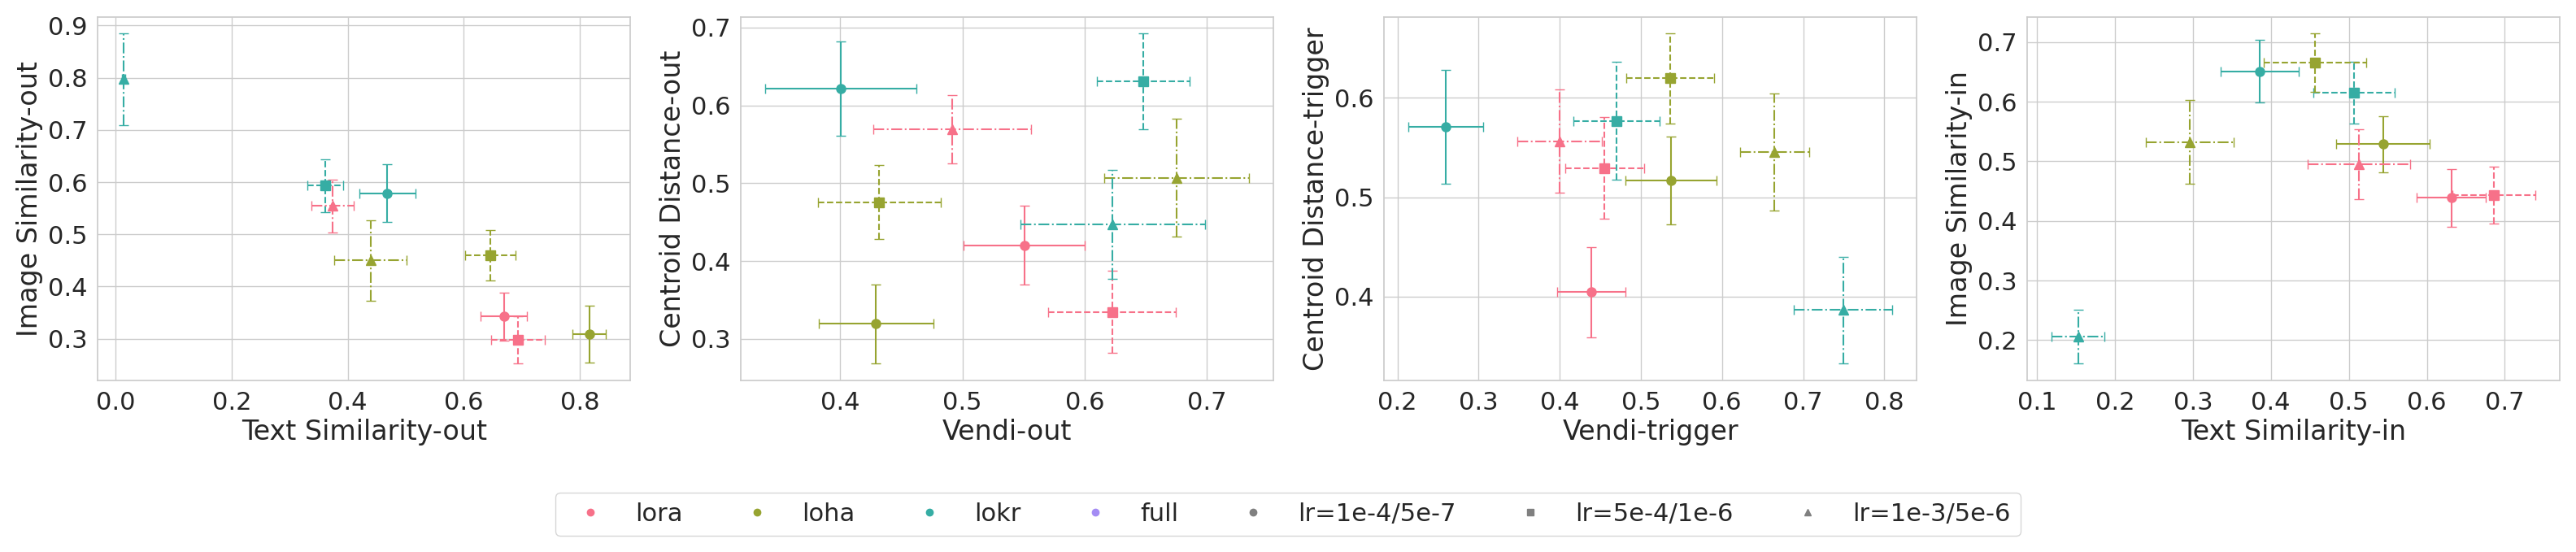 Image Similarity-out
0.9
0.8
0.7
0.6
0.5
0.4
0.3
0.0 0.2 0.4 0.6 0.8
Text Similarity-out
Centroid Distance-out
0.7
0.6
0.5
0.4
0.3
0.4 0.5 0.6 0.7
Vendi-out
Centroid Distance-trigger
0.6
0.5
0.4
0.2 0.3 0.4 0.5 0.6 0.7 0.8
Vendi-trigger
Image Similarity-in
0.7
0.6
0.5
0.4
0.3
0.2
0.1 0.2 0.3 0.4 0.5 0.6 0.7
Text Similarity-in
lora loha lokr full lr=1e-4/5e-7 lr=5e-4/1e-6 lr=1e-3/5e-6